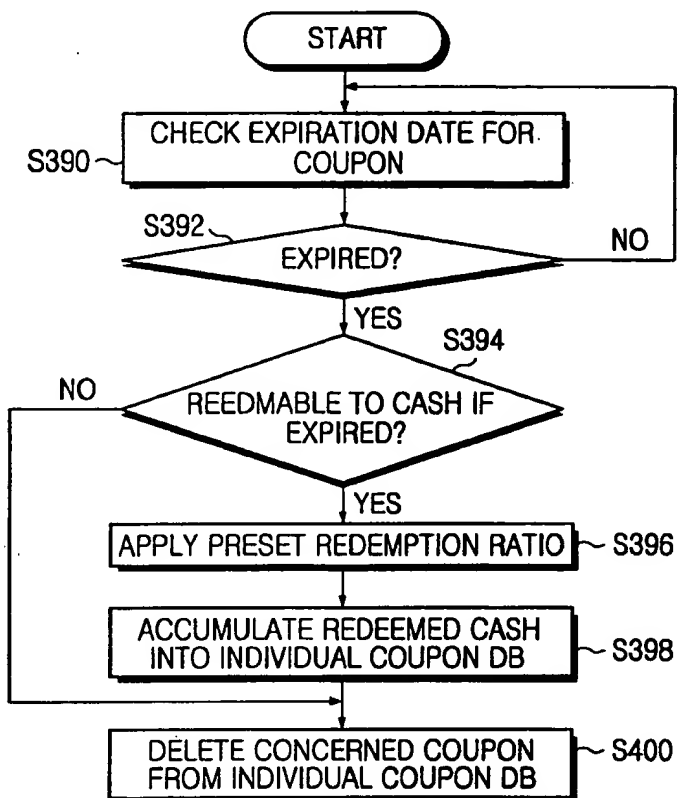 START
CHECK EXPIRATION DATE FOR
COUPON
S390
S392
EXPIRED?
NO
YES
S394
NO
REEDMABLE TO CASH IF
EXPIRED?
YES
APPLY PRESET REDEMPTION RATIO
S396
ACCUMULATE REDEEMED CASH
INTO INDIVIDUAL COUPON DB
S398
DELETE CONCERNED COUPON
FROM INDIVIDUAL COUPON DB
S400